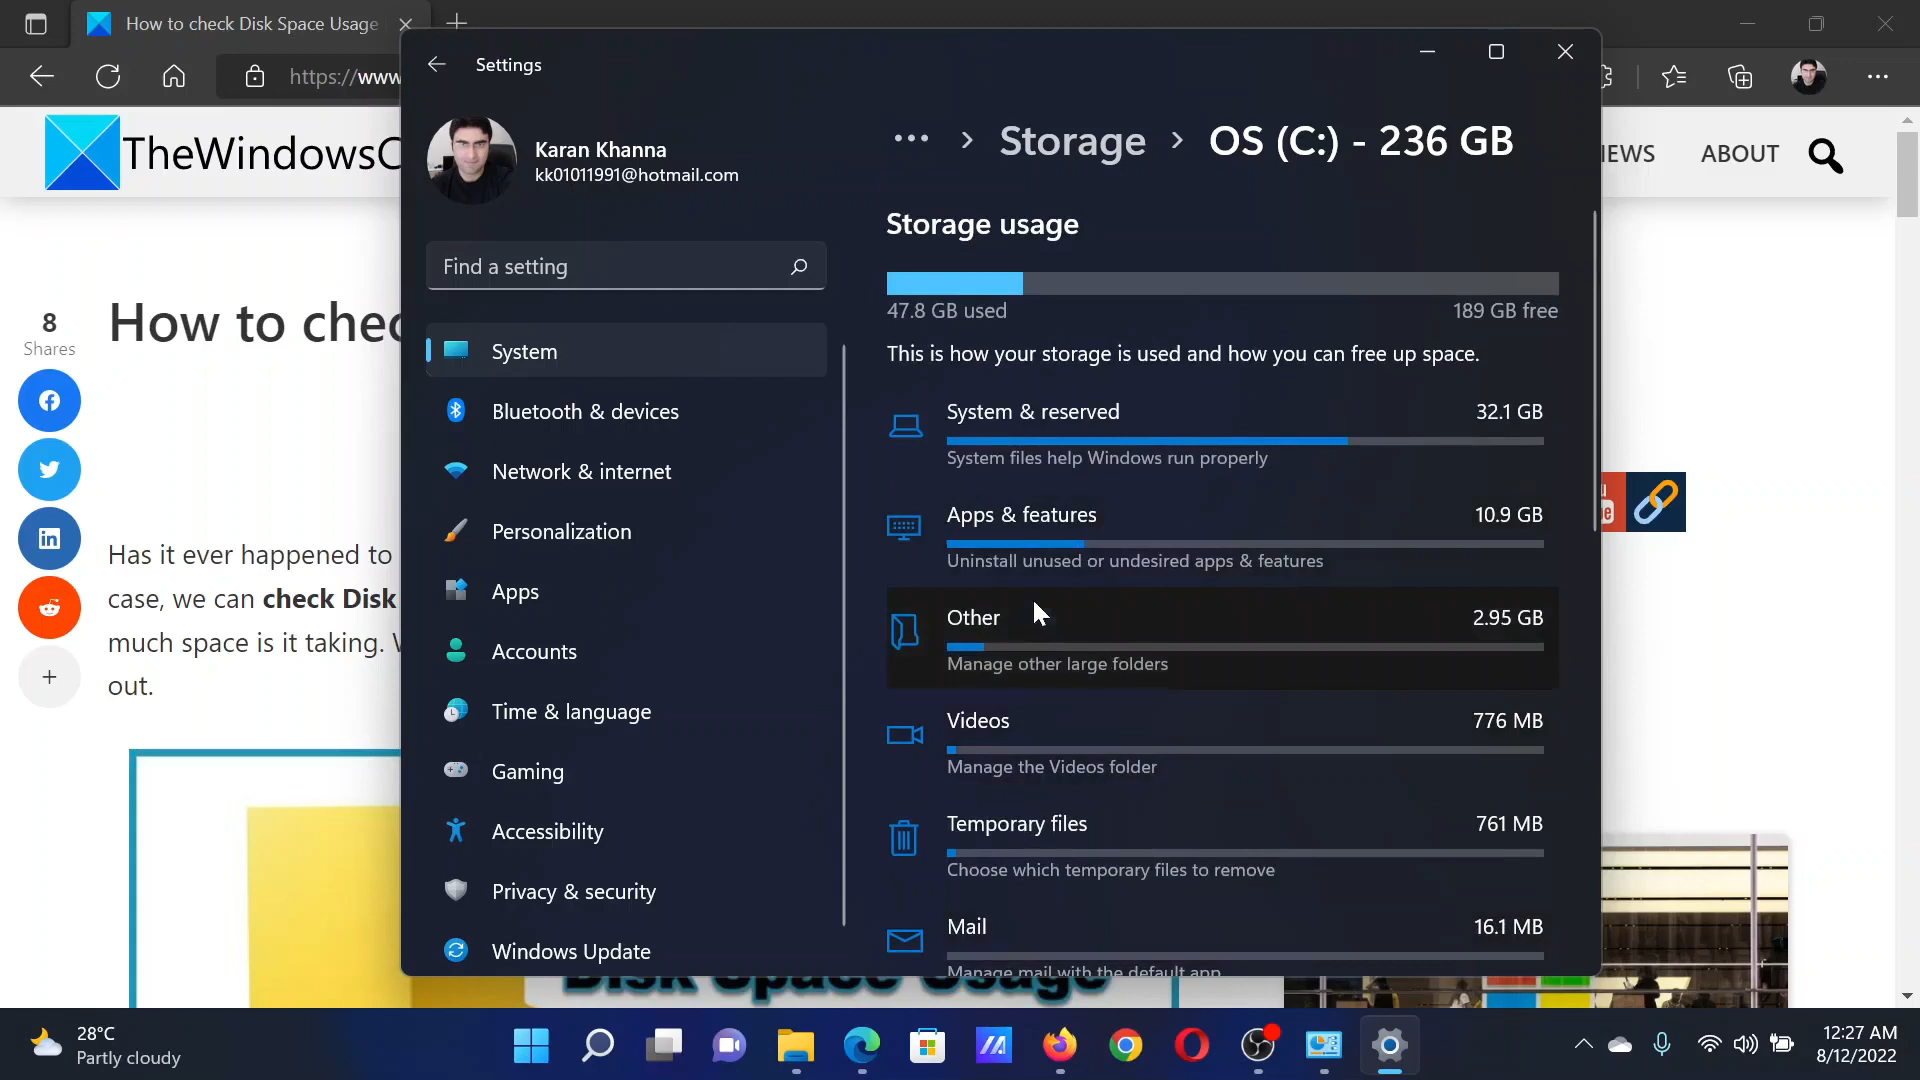 How to check Disk Space Usage
https://www
TheWindowsC
ABOUT
8
Shares
How to chec
Has it ever happened to
case, we can check Disk
much space is it taking. W
out.
Settings
Karan Khanna
kk01011991@hotmail.com
Find a setting
System
Bluetooth & devices
Network & internet
Personalization
Apps
Accounts
Time & language
Gaming
Accessibility
Privacy & security
Windows Update
... > Storage > OS (C:) - 236 GB
Storage usage
47.8 GB used
189 GB free
This is how your storage is used and how you can free up space.
System & reserved 32.1 GB
System files help Windows run properly
Apps & features 10.9 GB
Uninstall unused or undesired apps & features
Other 2.95 GB
Manage other large folders
Videos 776 MB
Manage the Videos folder
Temporary files 761 MB
Choose which temporary files to remove
Mail 16.1 MB
Manage mail with the default app
Disk Space Usage
28°C
Partly cloudy
12:27 AM
8/12/2022